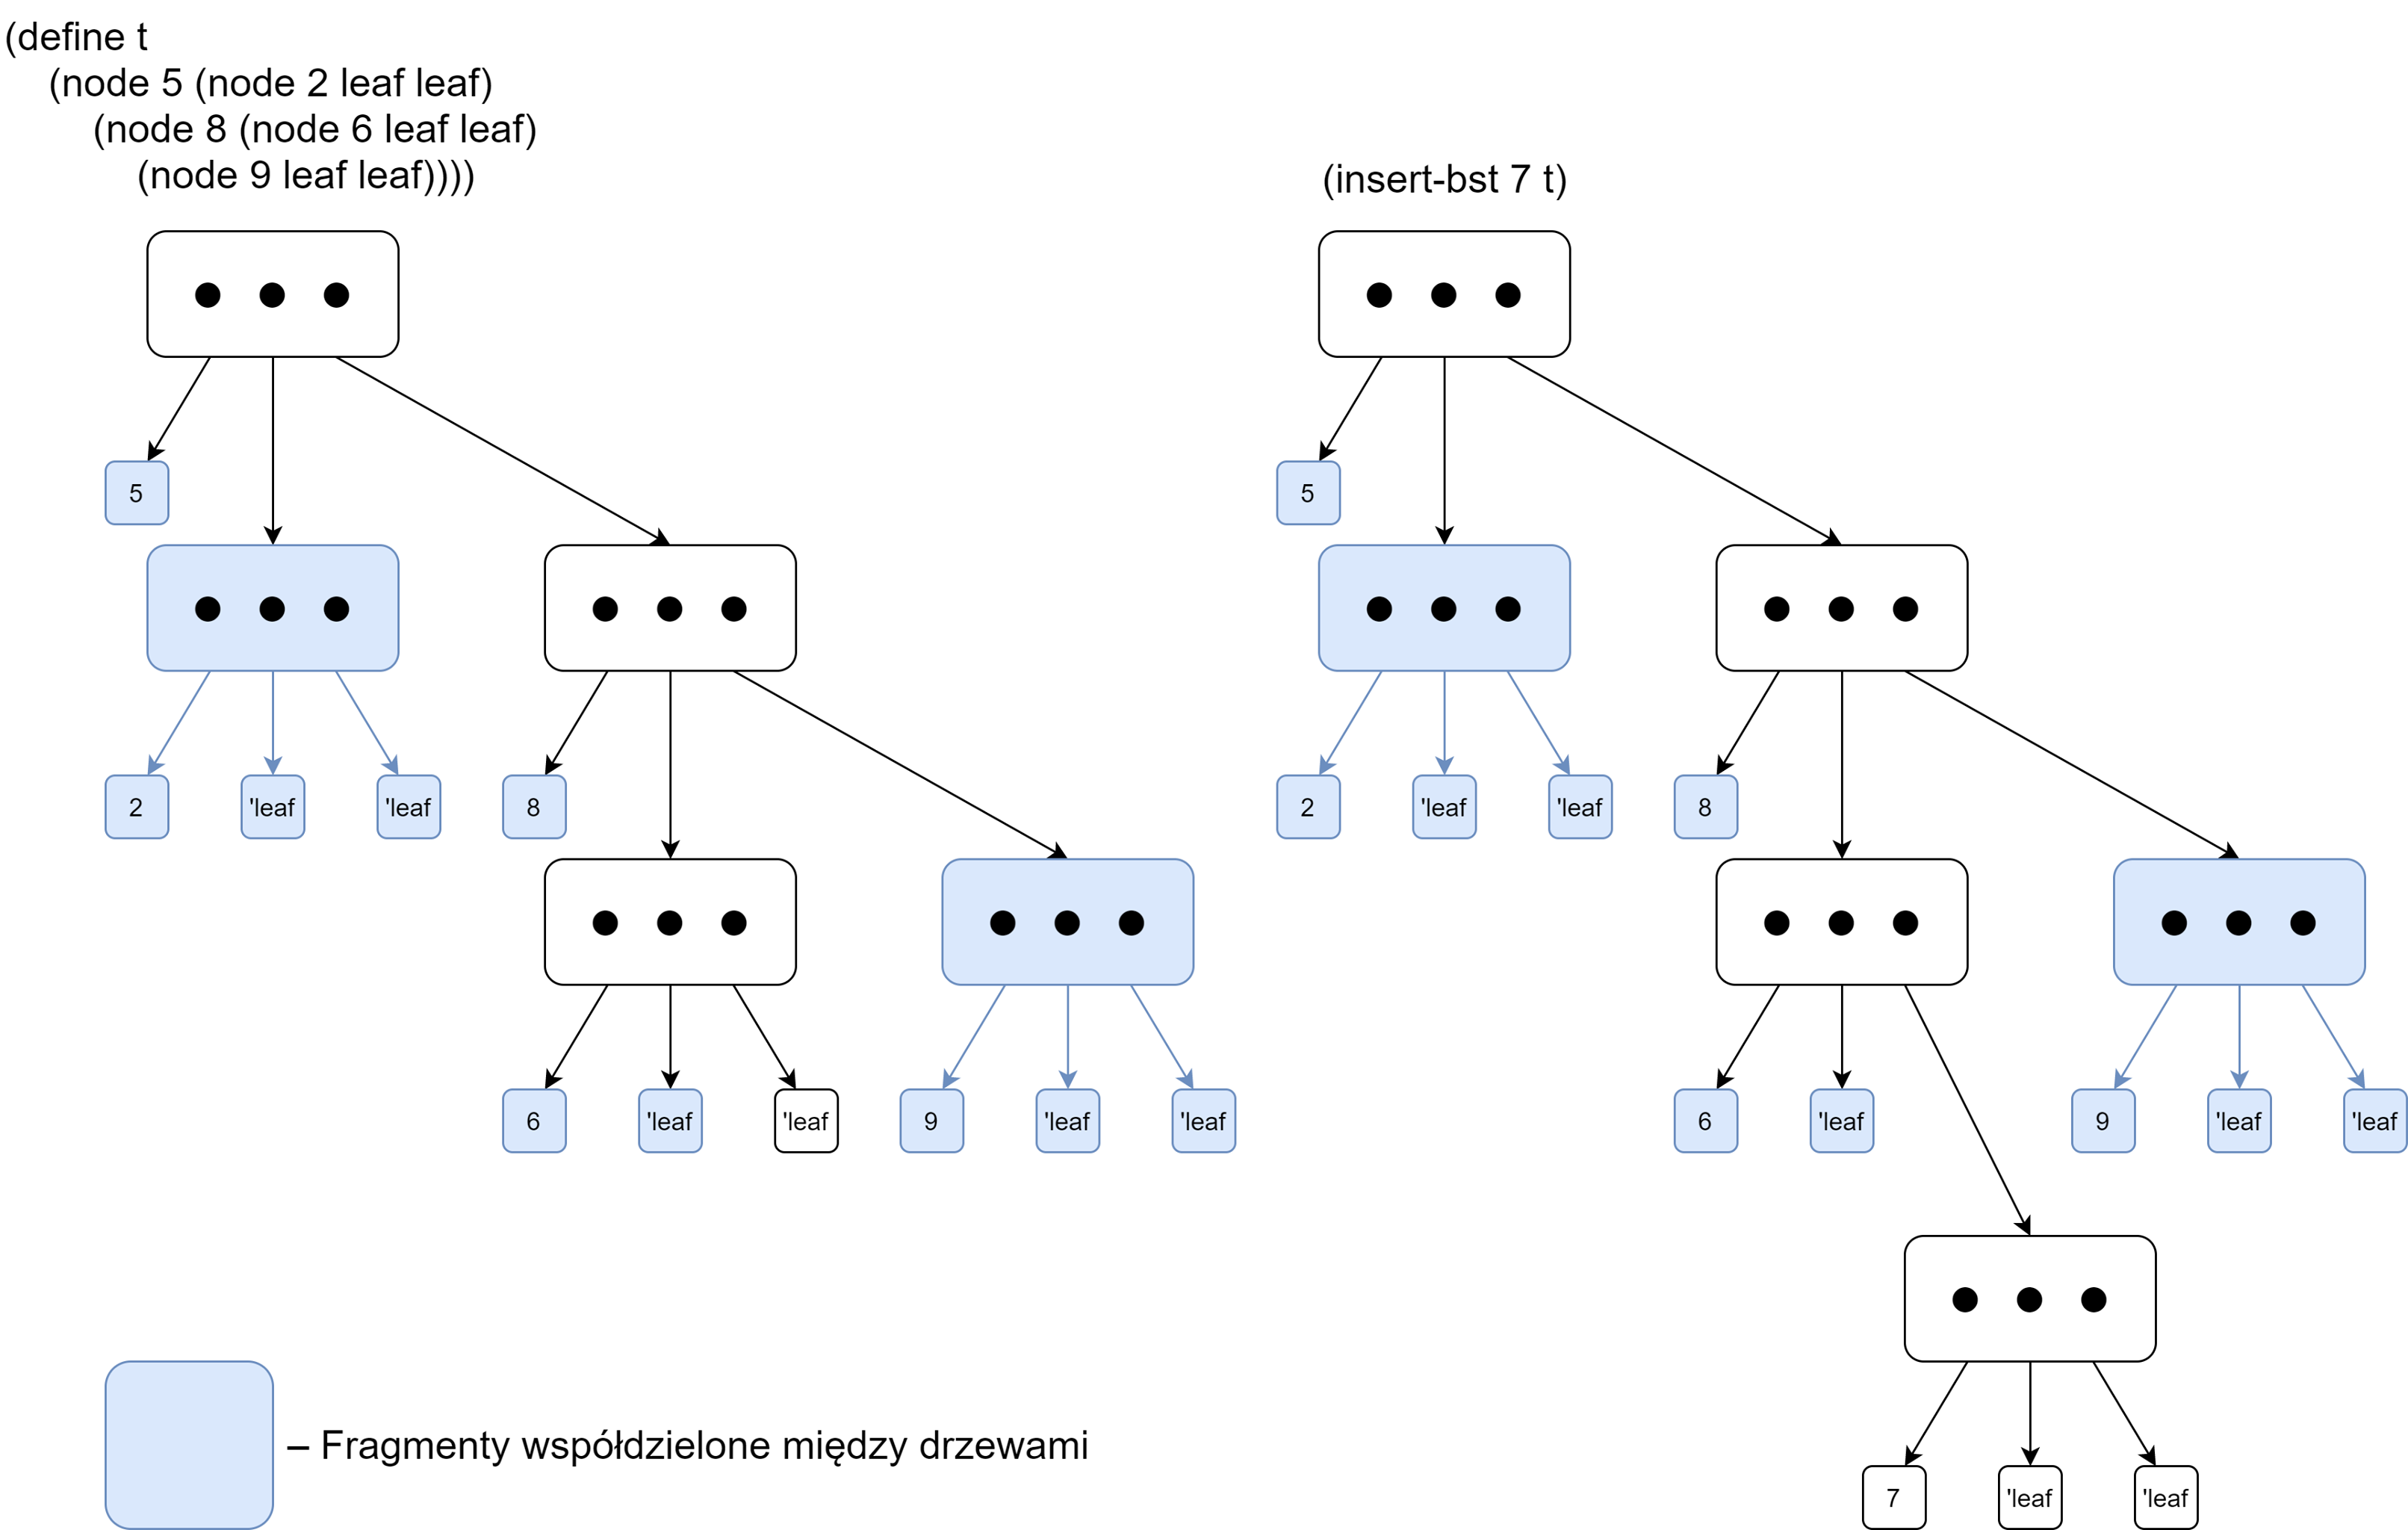 (define t
(node 5 (node 2 leaf leaf)
(node 8 (node 6 leaf leaf)
(node 9 leaf leaf))))
5
2 'leaf 'leaf 8
6 'leaf 'leaf 9 'leaf 'leaf
(insert-bst 7 t)
5
2 'leaf 'leaf 8
6 'leaf 9 'leaf 'leaf
7 'leaf 'leaf
– Fragmenty współdzielone między drzewami